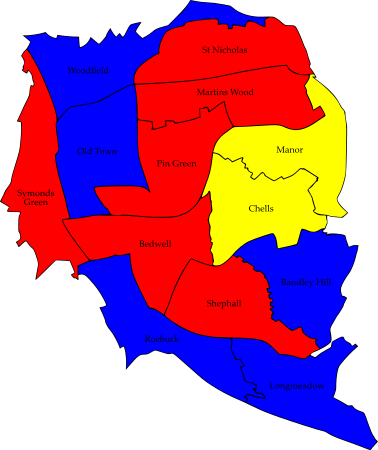 St Nicholas
Woodfield
Martins Wood
Old Town
Manor
Pin Green
Symonds
Green
Chells
Bedwell
Bandley Hill
Shephall
Roebuck
Longmeadow